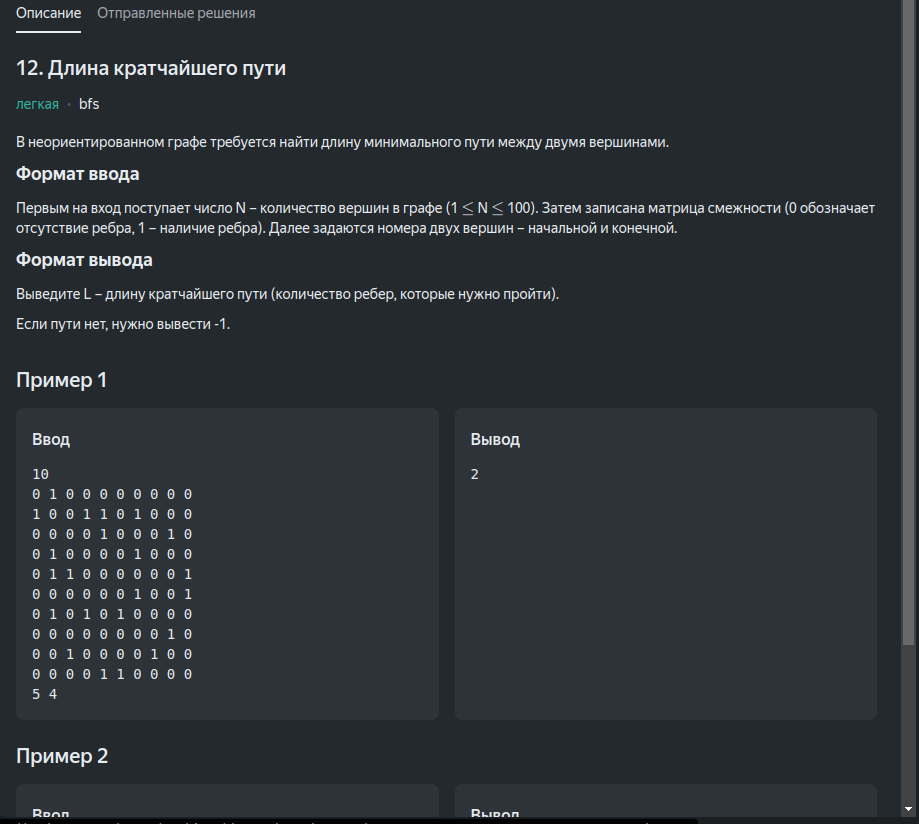 Описание Отправленные решения
12. Длина кратчайшего пути
легкая • bfs
В неориентированном графе требуется найти длину минимального пути между двумя вершинами.
Формат ввода
Первым на вход поступает число N – количество вершин в графе (1 ≤ N ≤ 100). Затем записана матрица смежности (0 обозначает
отсутствие ребра, 1 – наличие ребра). Далее задаются номера двух вершин – начальной и конечной.
Формат вывода
Выведите L – длину кратчайшего пути (количество ребер, которые нужно пройти).
Если пути нет, нужно вывести -1.
Пример 1
Ввод
10
0 1 0 0 0 0 0 0 0 0
1 0 0 1 1 0 1 0 0 0
0 0 0 0 1 0 0 0 1 0
0 1 0 0 0 0 1 0 0 0
0 1 1 0 0 0 0 0 0 1
0 0 0 0 0 0 1 0 0 1
0 1 0 1 0 1 0 0 0 0
0 0 0 0 0 0 0 0 1 0
0 0 1 0 0 0 0 1 0 0
0 0 0 0 1 1 0 0 0 0
5 4
Вывод
2
Пример 2
Ввод
Вывод